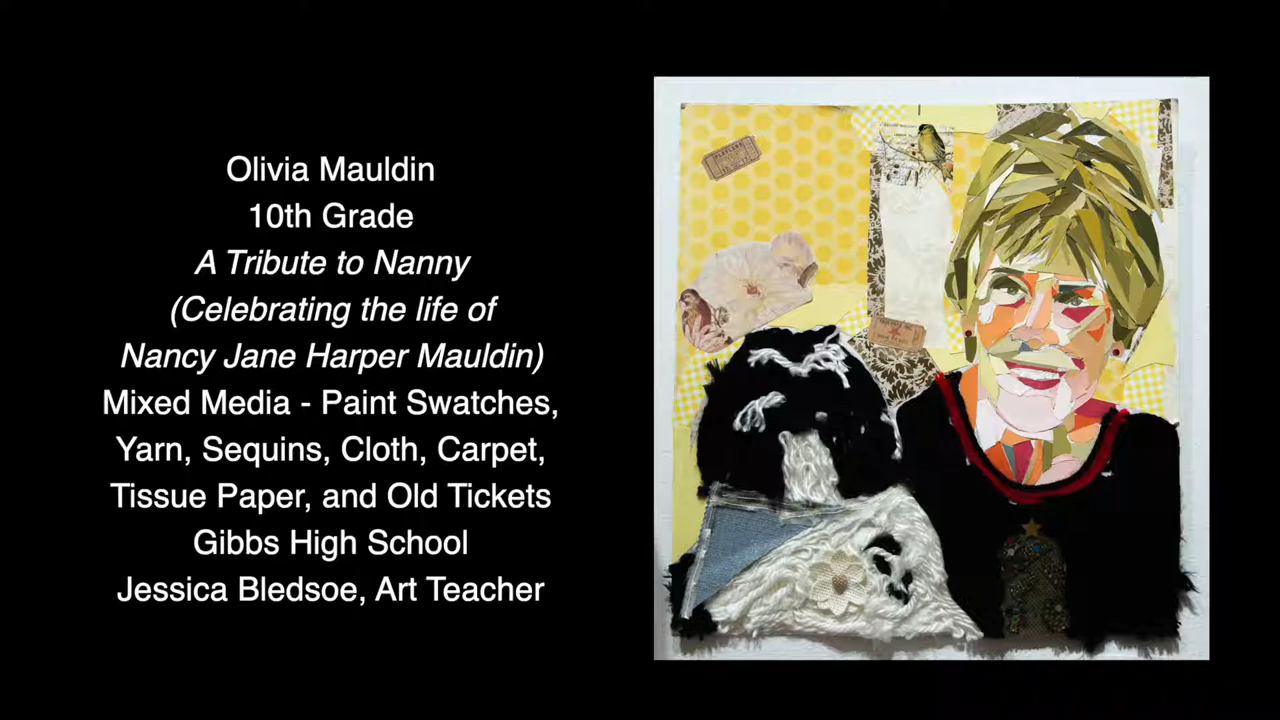 Olivia Mauldin
10th Grade
A Tribute to Nanny
(Celebrating the life of
Nancy Jane Harper Mauldin)
Mixed Media - Paint Swatches,
Yarn, Sequins, Cloth, Carpet,
Tissue Paper, and Old Tickets
Gibbs High School
Jessica Bledsoe, Art Teacher